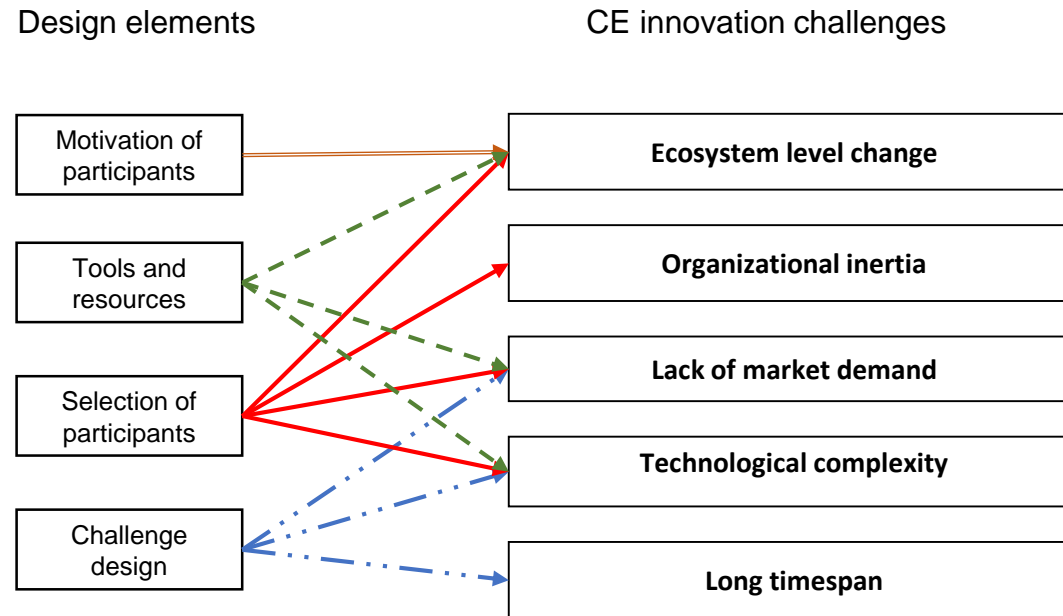 Design elements
CE innovation challenges
Motivation of
participants
Ecosystem level change
Tools and
resources
Organizational inertia
Lack of market demand
Selection of
participants
Technological complexity
Challenge
design
Long timespan